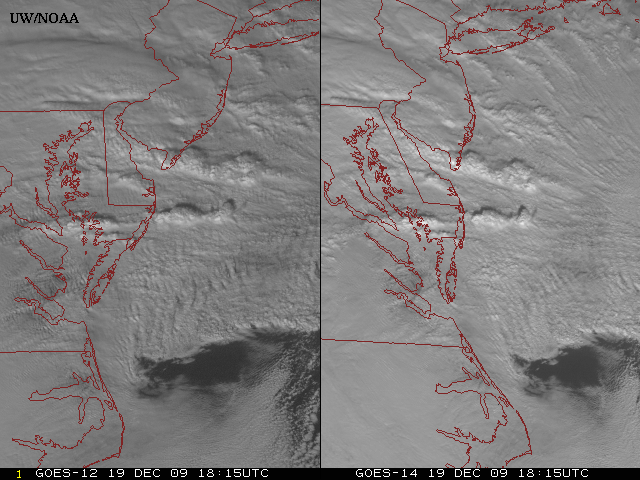 UW/NOAA
1 GOES-12 19 DEC 09 18:15UTC
GOES-14 19 DEC 09 18:15UTC